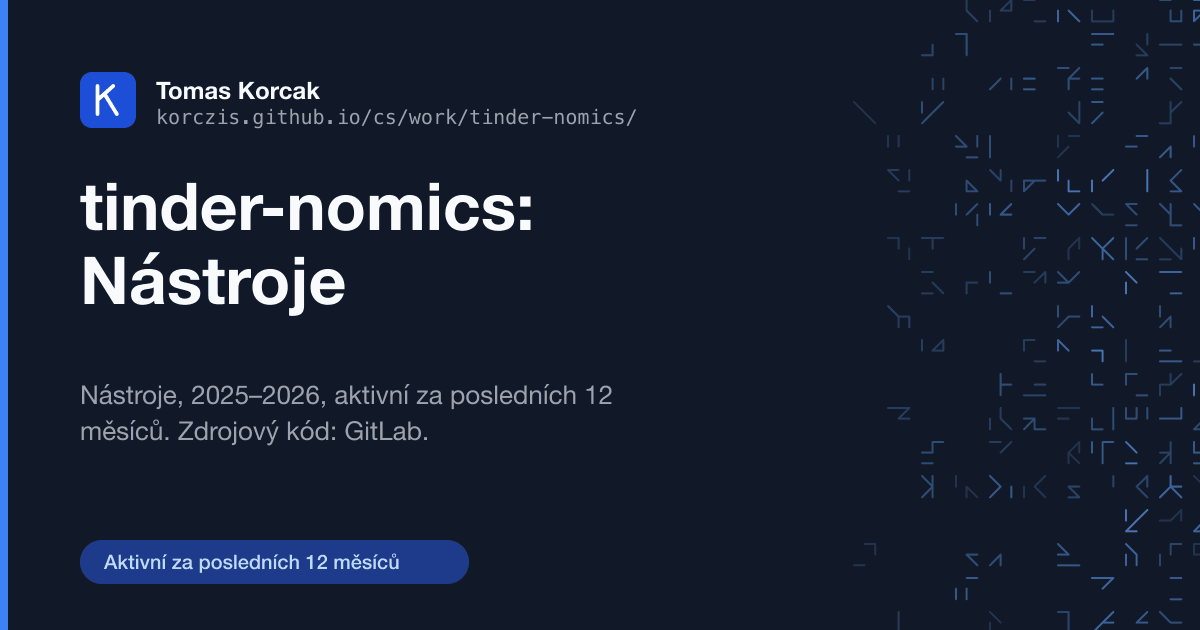 K
Tomas Korcak
korczis.github.io/cs/work/tinder-nomics/
tinder-nomics:
Nástroje
Nástroje, 2025–2026, aktivní za posledních 12
měsíců. Zdrojový kód: GitLab.
Aktivní za posledních 12 měsíců